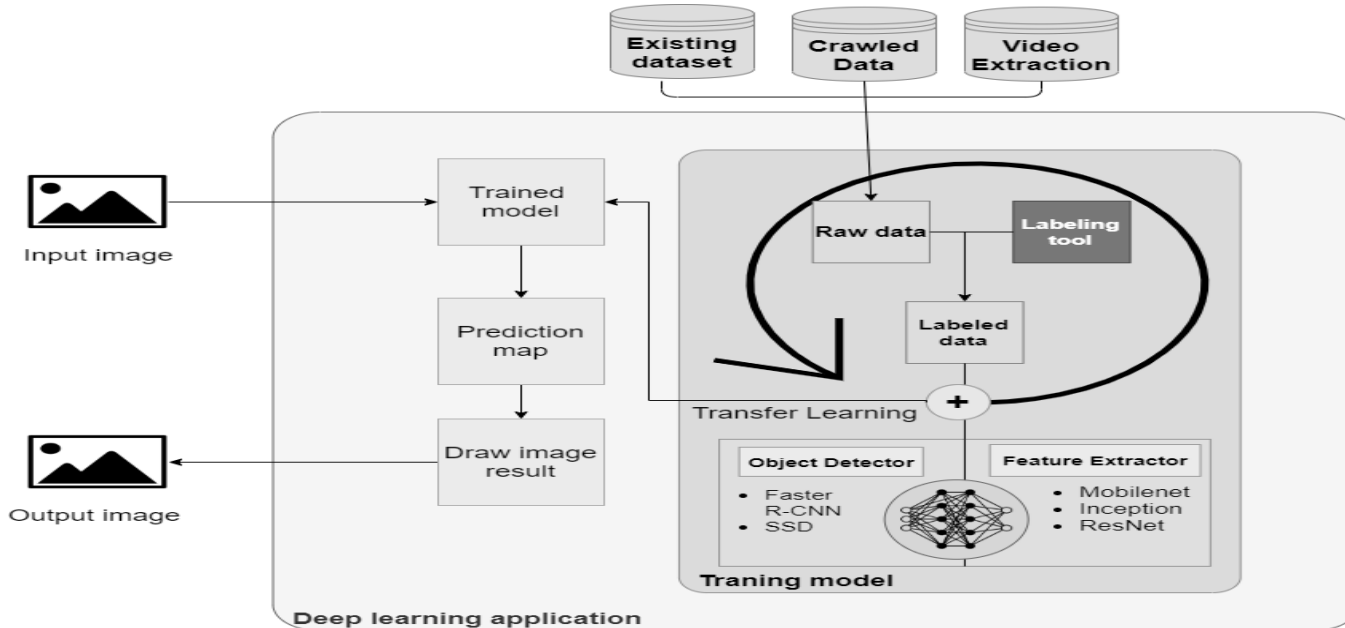 Existing
dataset
Crawled
Data
Video
Extraction
Input image
Trained
model
Prediction
map
Draw image
result
Output image
Raw data
Labeling
tool
Labeled
data
+
Transfer Learning
Object Detector
• Faster
R-CNN
• SSD
Feature Extractor
• Mobilenet
• Inception
• ResNet
Traning model
Deep learning application